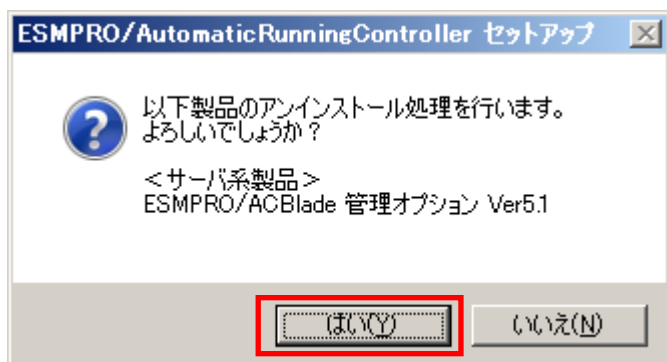 ESMPRO/AutomaticRunningController セットアップ
以下製品のアンインストール処理を行います。
よろしいでしょうか？
＜サーバ系製品＞
ESMPRO/ACBlade 管理オプション Ver5.1
はい(Y)
いいえ(N)